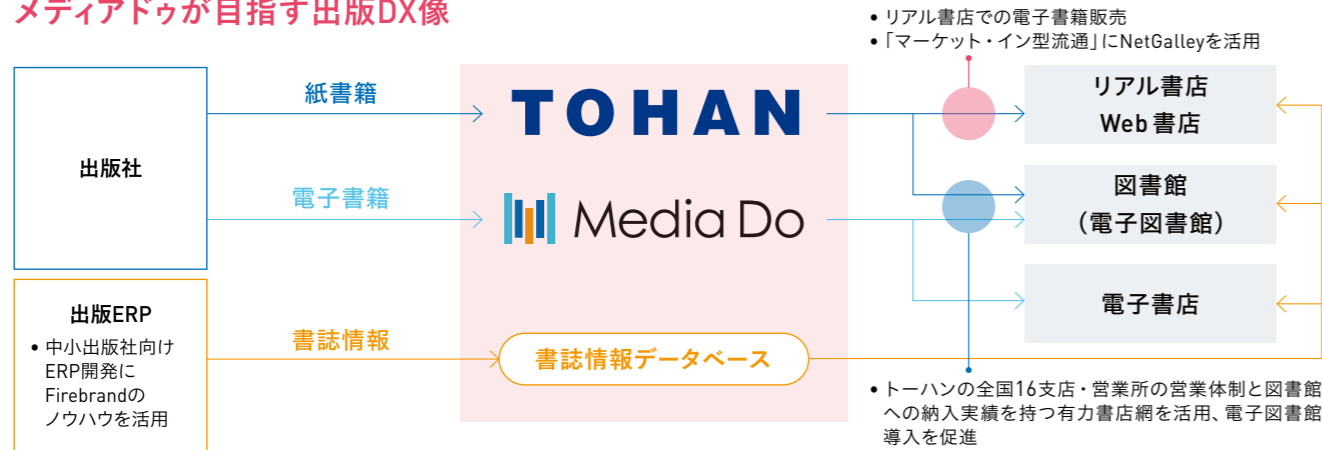 メディアドゥが目指す出版DX像
• リアル書店での電子書籍販売
• 「マーケット・イン型流通」にNetGalleyを活用
出版社
紙書籍
電子書籍
TOHAN
Media Do
リアル書店
Web 書店
図書館
（電子図書館）
電子書店
出版ERP
• 中小出版社向け
ERP開発に
Firebrandの
ノウハウを活用
書誌情報
書誌情報データベース
• トーハンの全国16支店・営業所の営業体制と図書館
への納入実績を持つ有力書店網を活用、電子図書館
導入を促進